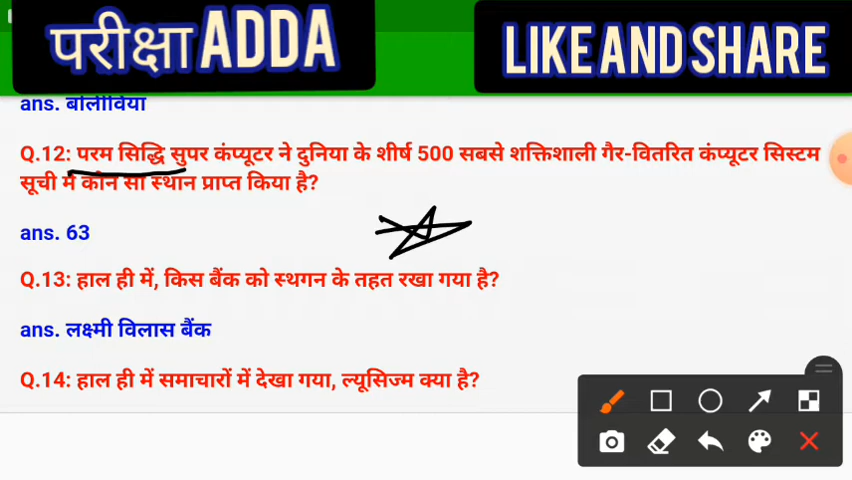 परीक्षा ADDA
LIKE AND SHARE
ans. बोलीविया
Q.12: परम सिद्धि सुपर कंप्यूटर ने दुनिया के शीर्ष 500 सबसे शक्तिशाली गैर-वितरित कंप्यूटर सिस्टम
सूची में कौन सा स्थान प्राप्त किया है?
ans. 63
Q.13: हाल ही में, किस बैंक को स्थगन के तहत रखा गया है?
ans. लक्ष्मी विलास बैंक
Q.14: हाल ही में समाचारों में देखा गया, ल्यूसिज्म क्या है?